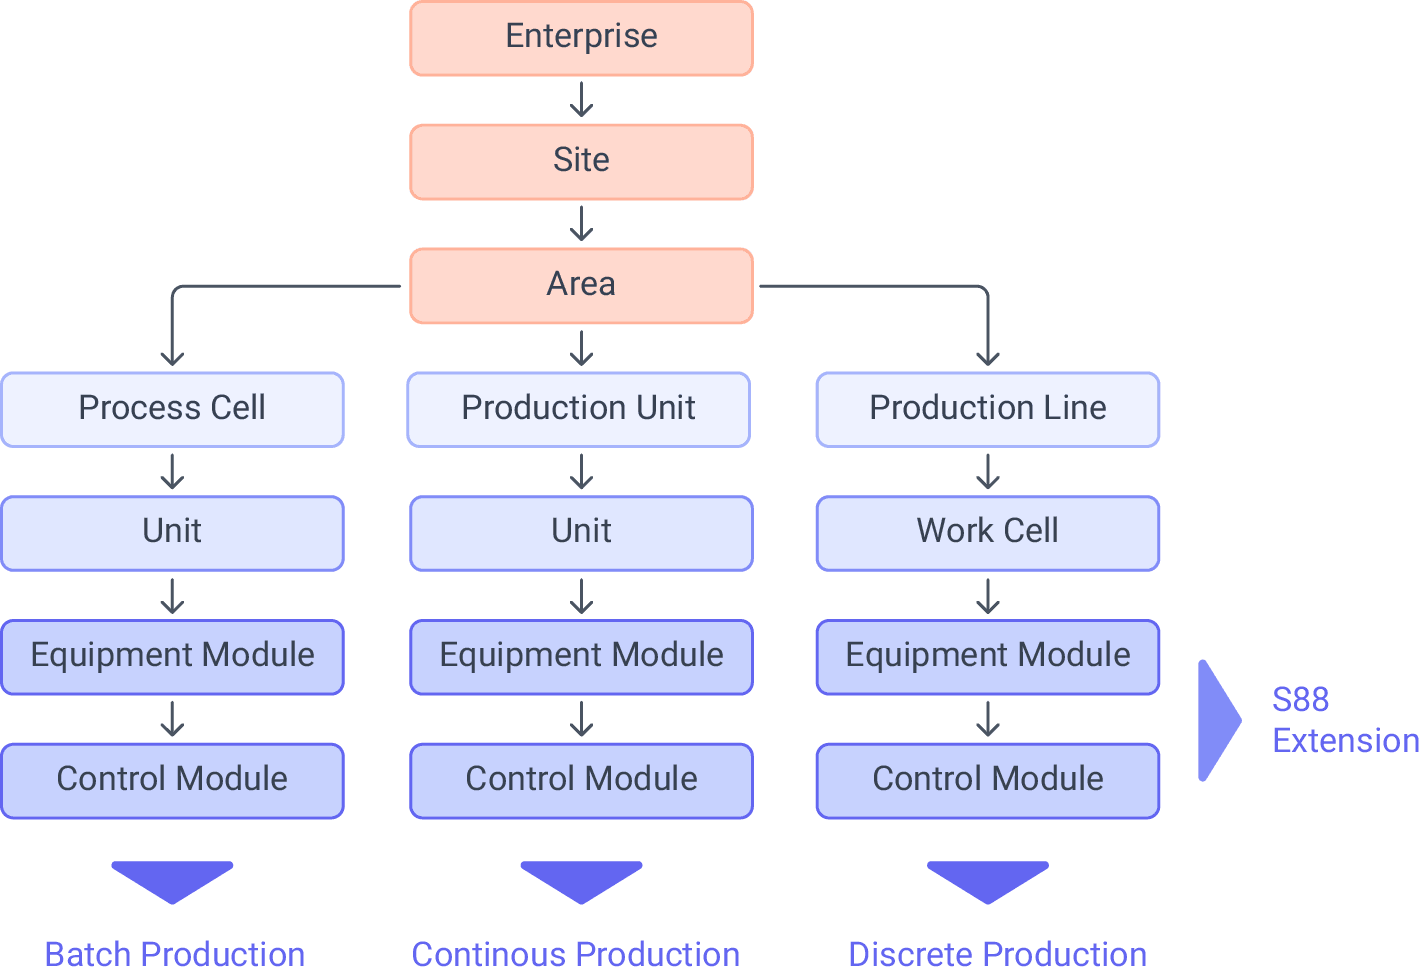 Enterprise
Site
Area
Process Cell
Production Unit
Production Line
Unit
Unit
Work Cell
Equipment Module
Equipment Module
Equipment Module
S88
Extension
Control Module
Control Module
Control Module
Batch Production
Continous Production
Discrete Production